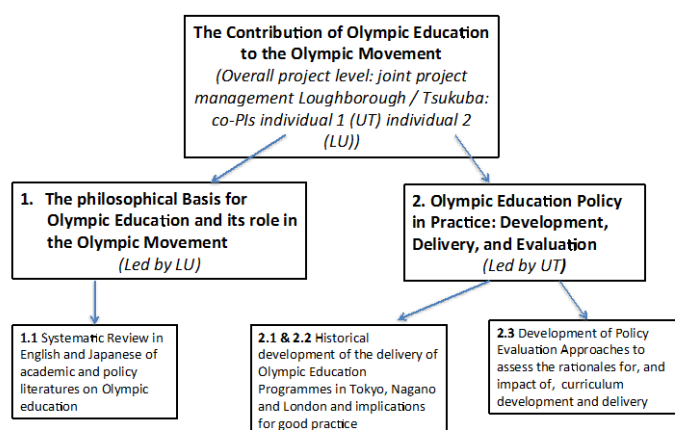 The Contribution of Olympic Education
to the Olympic Movement
(Overall project level: joint project
management Loughborough / Tsukuba:
co-PIs individual 1 (UT) individual 2
(LU))
1. The philosophical Basis for
Olympic Education and its role in
the Olympic Movement
(Led by LU)
2. Olympic Education Policy
in Practice: Development,
Delivery, and Evaluation
(Led by UT)
1.1 Systematic Review in
English and Japanese of
academic and policy
literatures on Olympic
education
2.1 & 2.2 Historical
development of the delivery of
Olympic Education
Programmes in Tokyo, Nagano
and London and implications
for good practice
2.3 Development of Policy
Evaluation Approaches to
assess the rationales for, and
impact of, curriculum
development and delivery